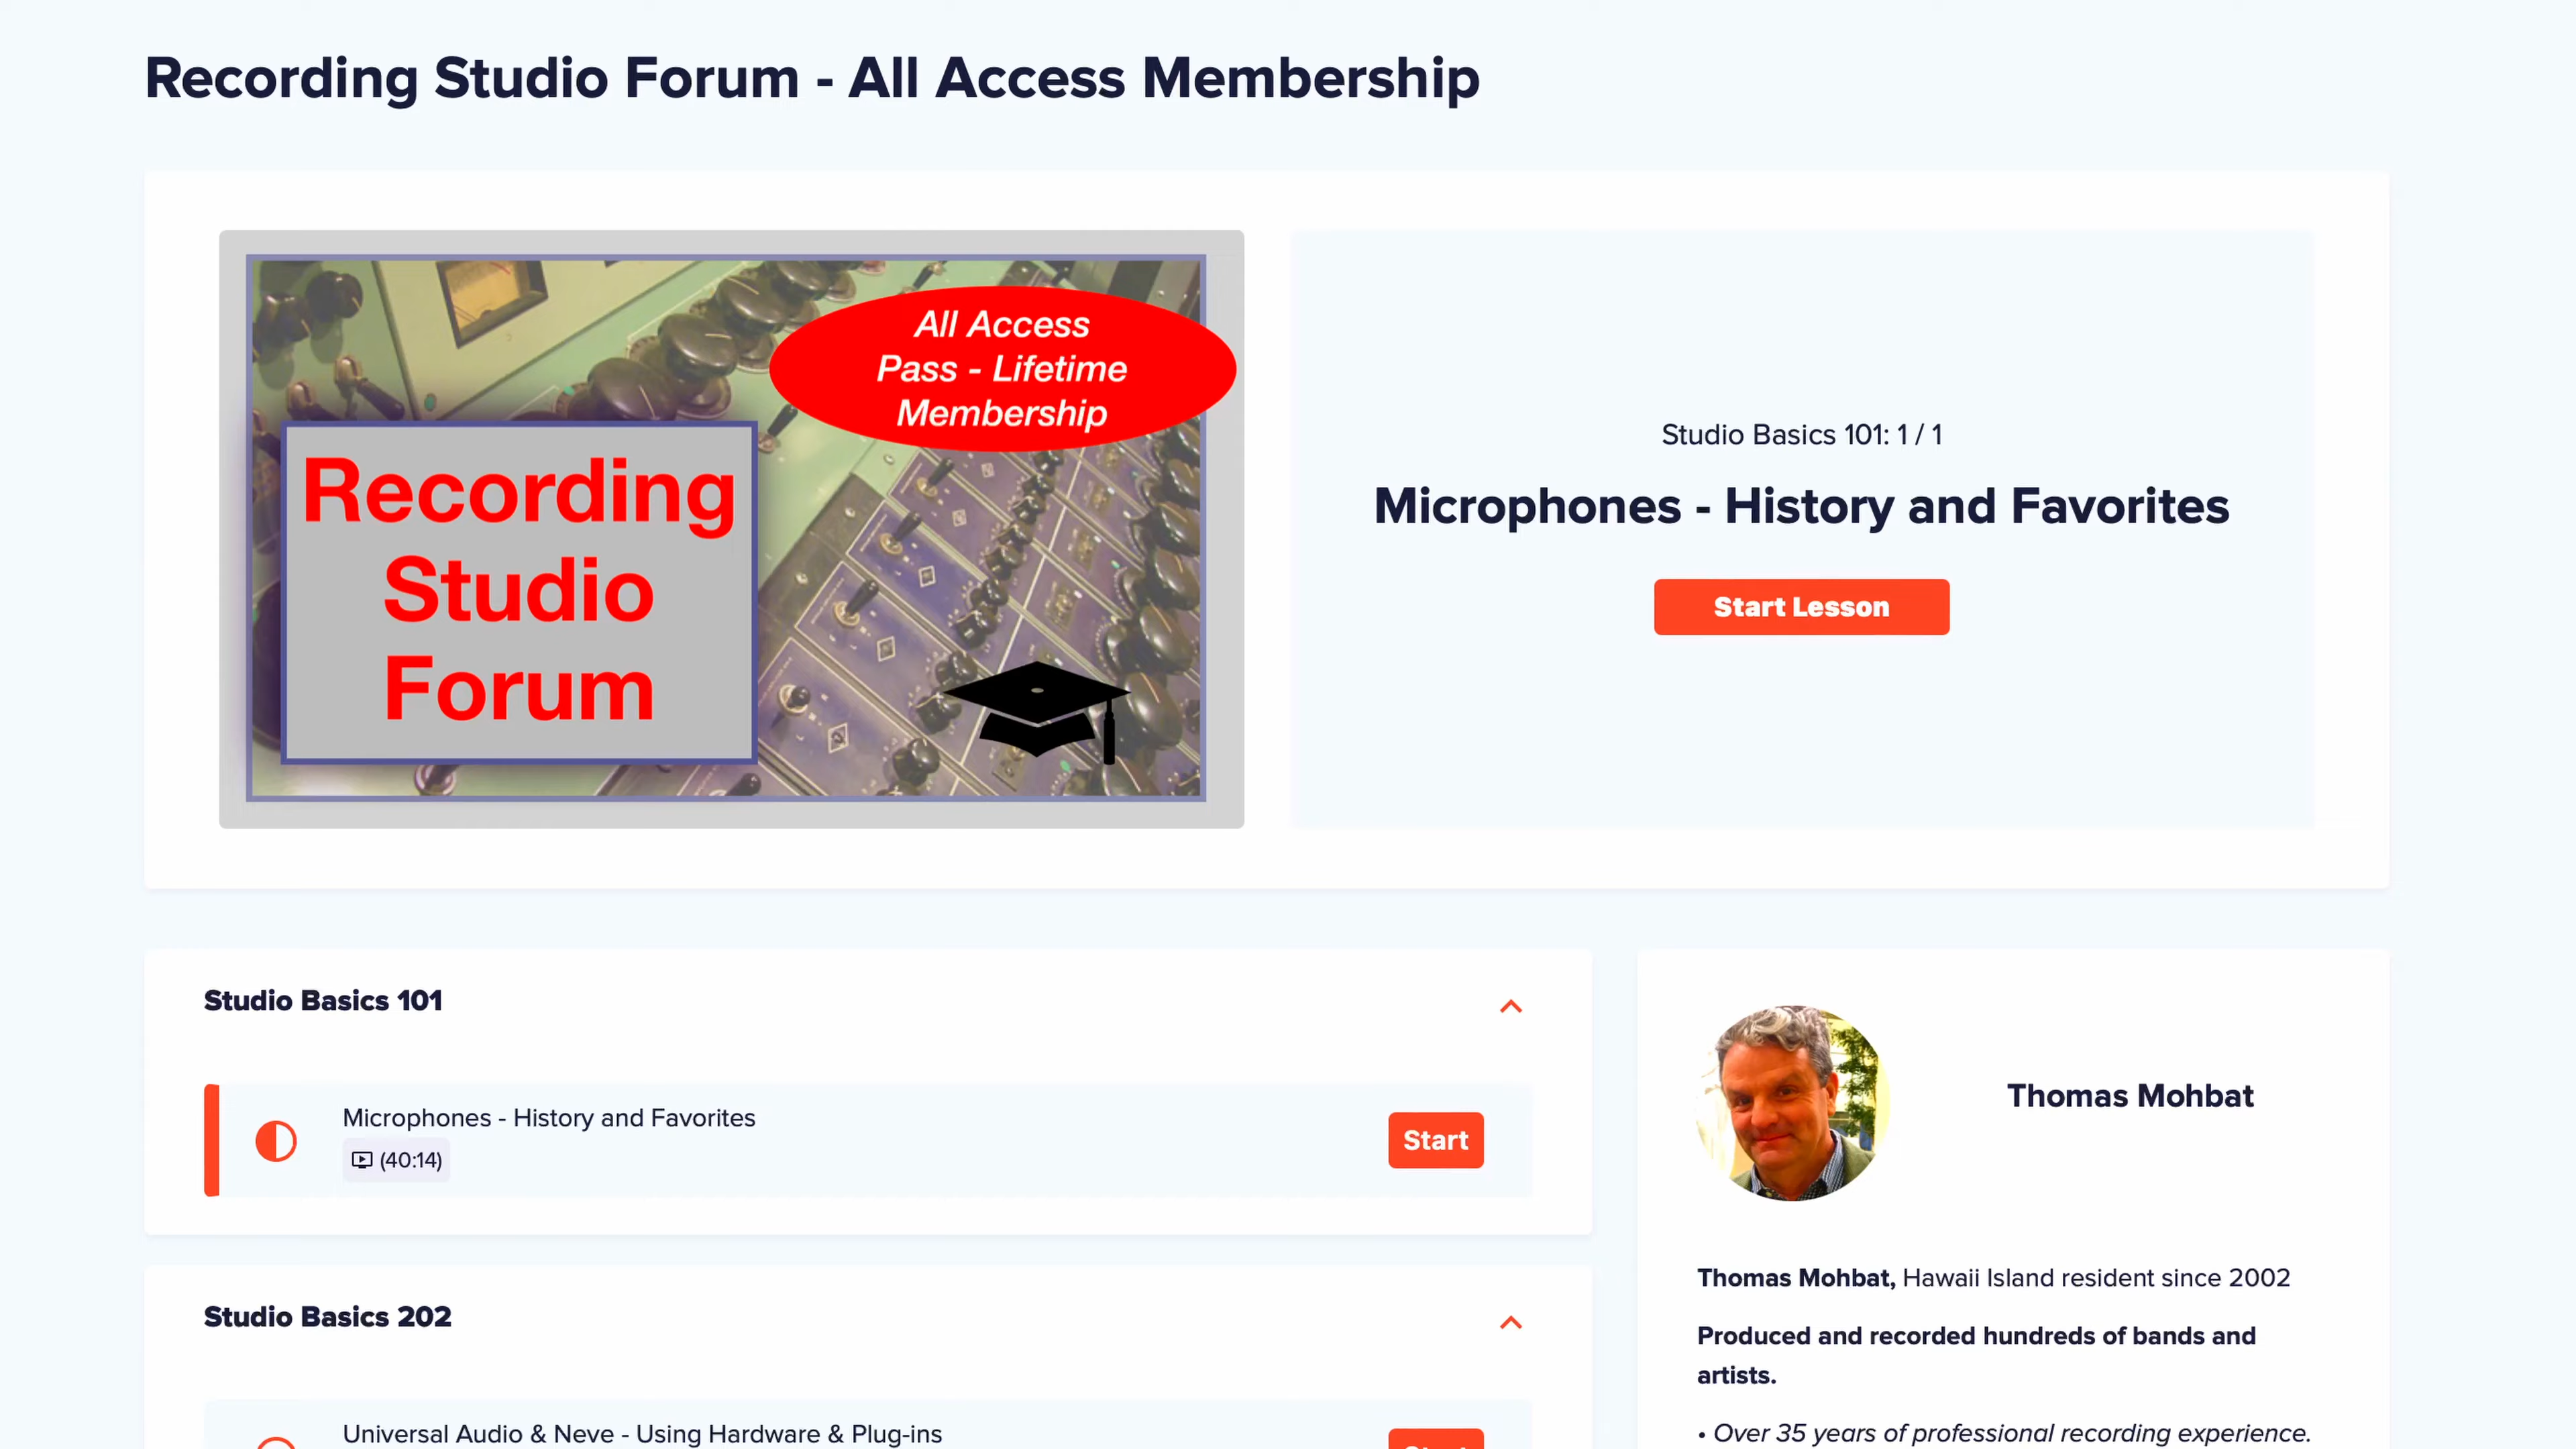 Recording Studio Forum - All Access Membership
All Access
Pass - Lifetime
Membership
Recording
Studio
Forum
Studio Basics 101: 1 / 1
Microphones - History and Favorites
Start Lesson
Studio Basics 101
Microphones - History and Favorites
(40:14)
Start
Studio Basics 202
Universal Audio & Neve - Using Hardware & Plug-ins
Start
Thomas Mohbat
Thomas Mohbat, Hawaii Island resident since 2002
Produced and recorded hundreds of bands and
artists.
• Over 35 years of professional recording experience.